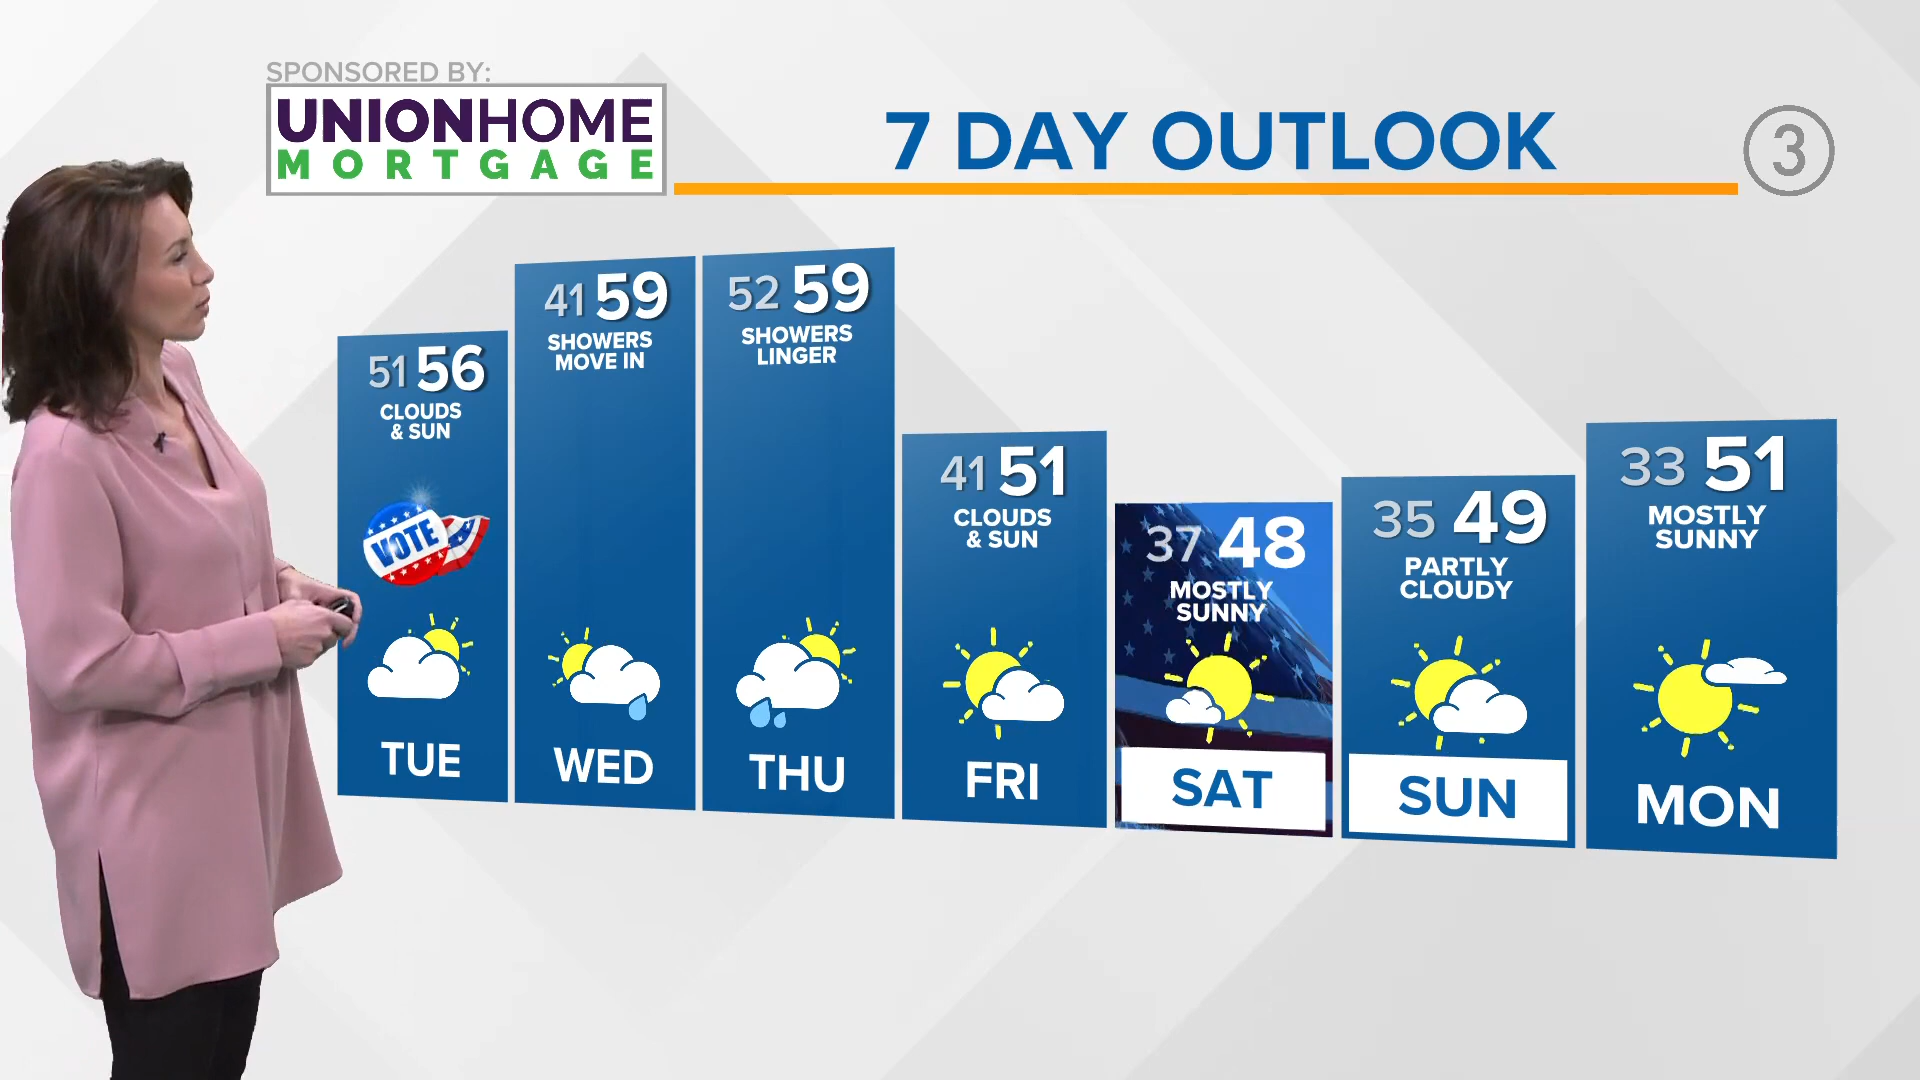 SPONSORED BY:
UNIONHOME
MORTGAGE
7 DAY OUTLOOK
3
51 56
CLOUDS
& SUN
VOTE
TUE
41 59
SHOWERS
MOVE IN
WED
52 59
SHOWERS
LINGER
THU
41 51
CLOUDS
& SUN
FRI
37 48
MOSTLY
SUNNY
SAT
35 49
PARTLY
CLOUDY
SUN
33 51
MOSTLY
SUNNY
MON